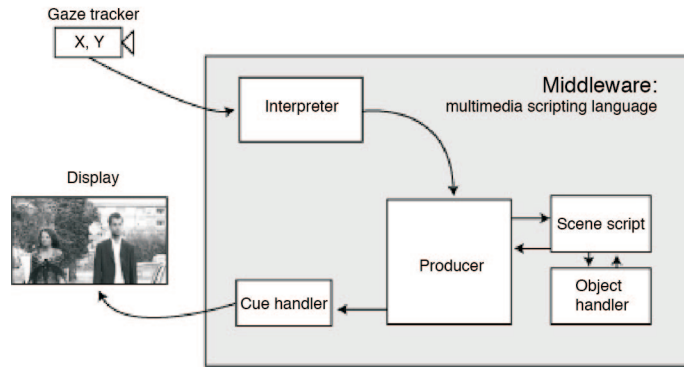 Gaze tracker
X, Y
Middleware:
multimedia scripting language
Interpreter
Display
Scene script
Producer
Object
handler
Cue handler